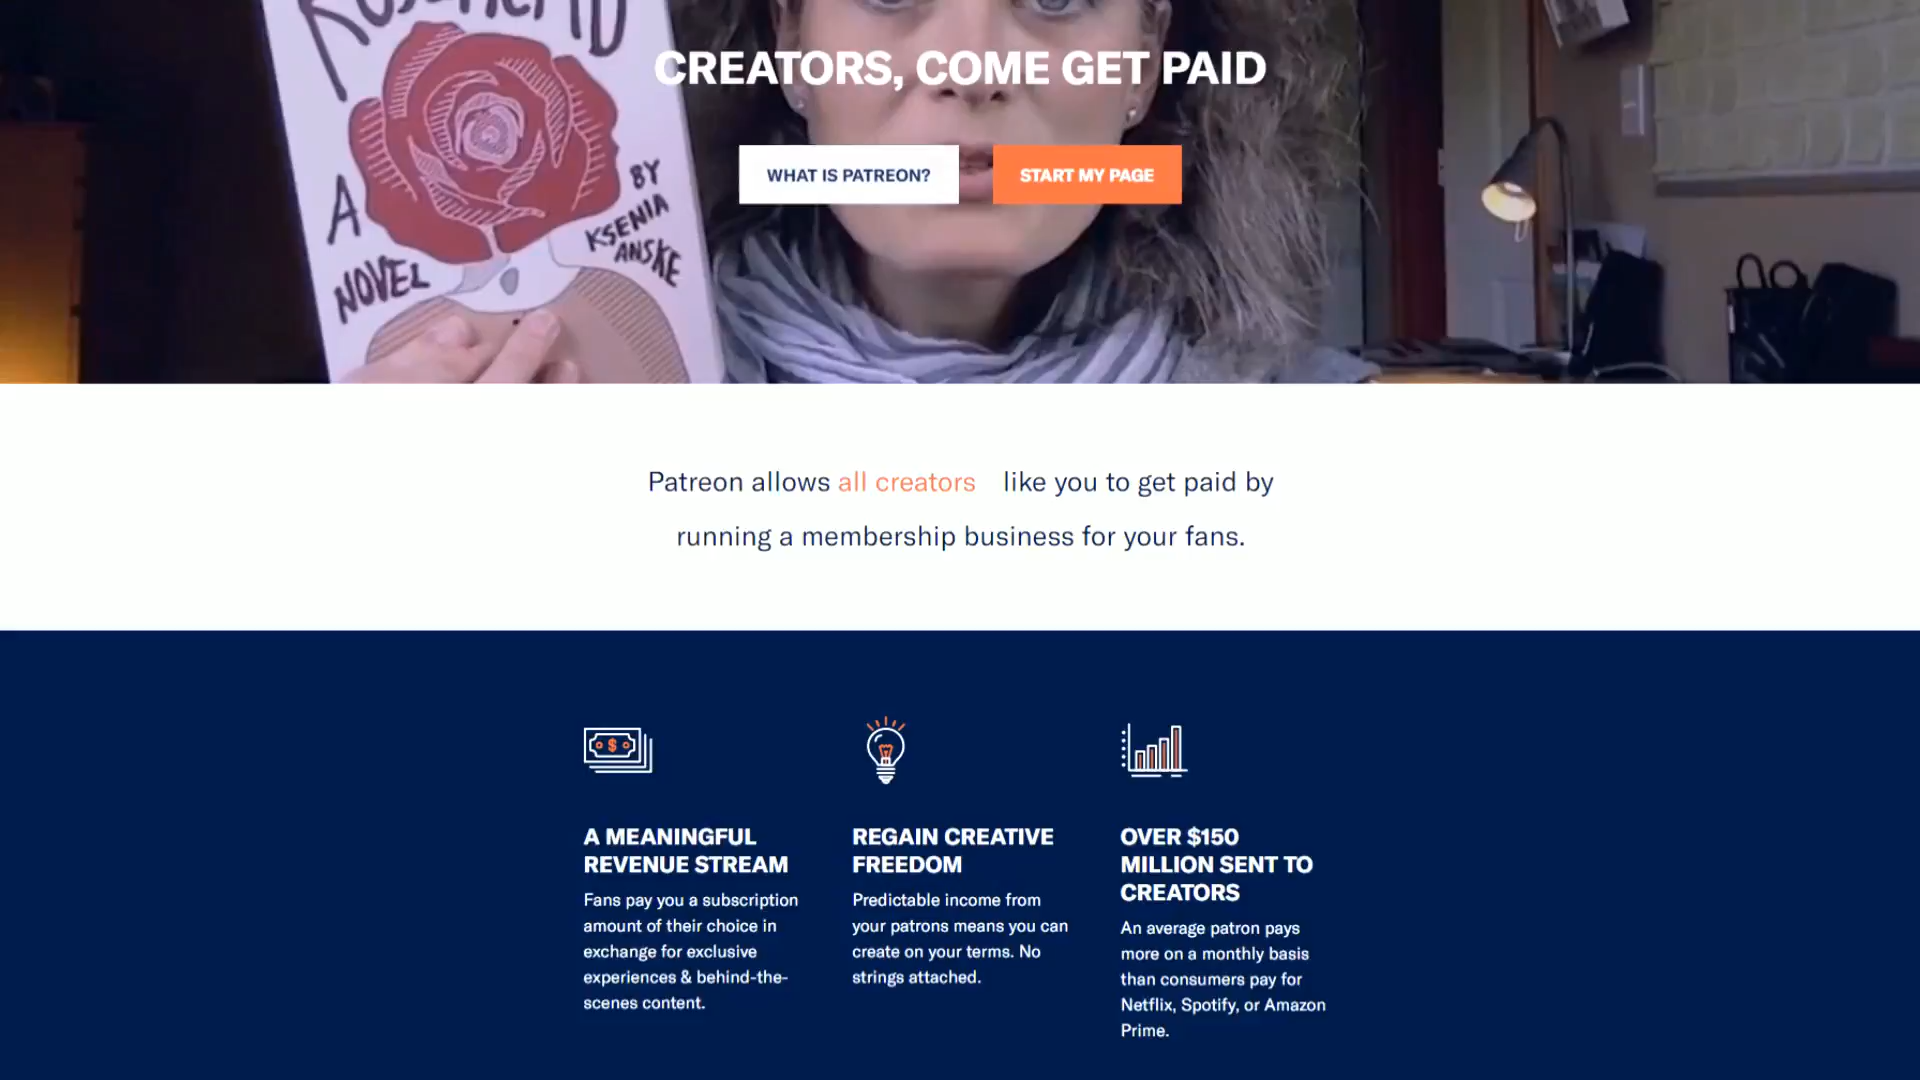 ROSEHEAD
CREATORS, COME GET PAID
WHAT IS PATREON?
START MY PAGE
A
NOVEL
BY
KSENIA
ANSKE
Patreon allows all creators like you to get paid by
running a membership business for your fans.
A MEANINGFUL
REVENUE STREAM
Fans pay you a subscription
amount of their choice in
exchange for exclusive
experiences & behind-the-
scenes content.
REGAIN CREATIVE
FREEDOM
Predictable income from
your patrons means you can
create on your terms. No
strings attached.
OVER $150
MILLION SENT TO
CREATORS
An average patron pays
more on a monthly basis
than consumers pay for
Netflix, Spotify, or Amazon
Prime.